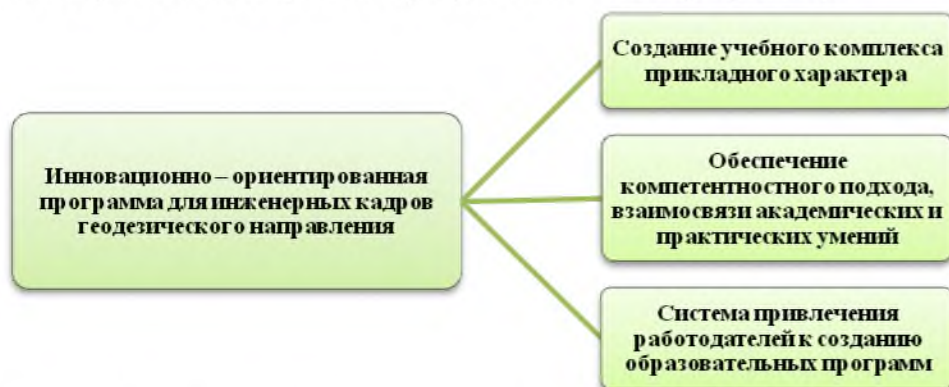 Инновационно – ориентированная
программа для инженерных кадров
геодезического направления
Создание учебного комплекса
прикладного характера
Обеспечение
компетентностного подхода,
взаимосвязи академических и
практических умений
Система привлечения
работодателей к созданию
образовательных программ